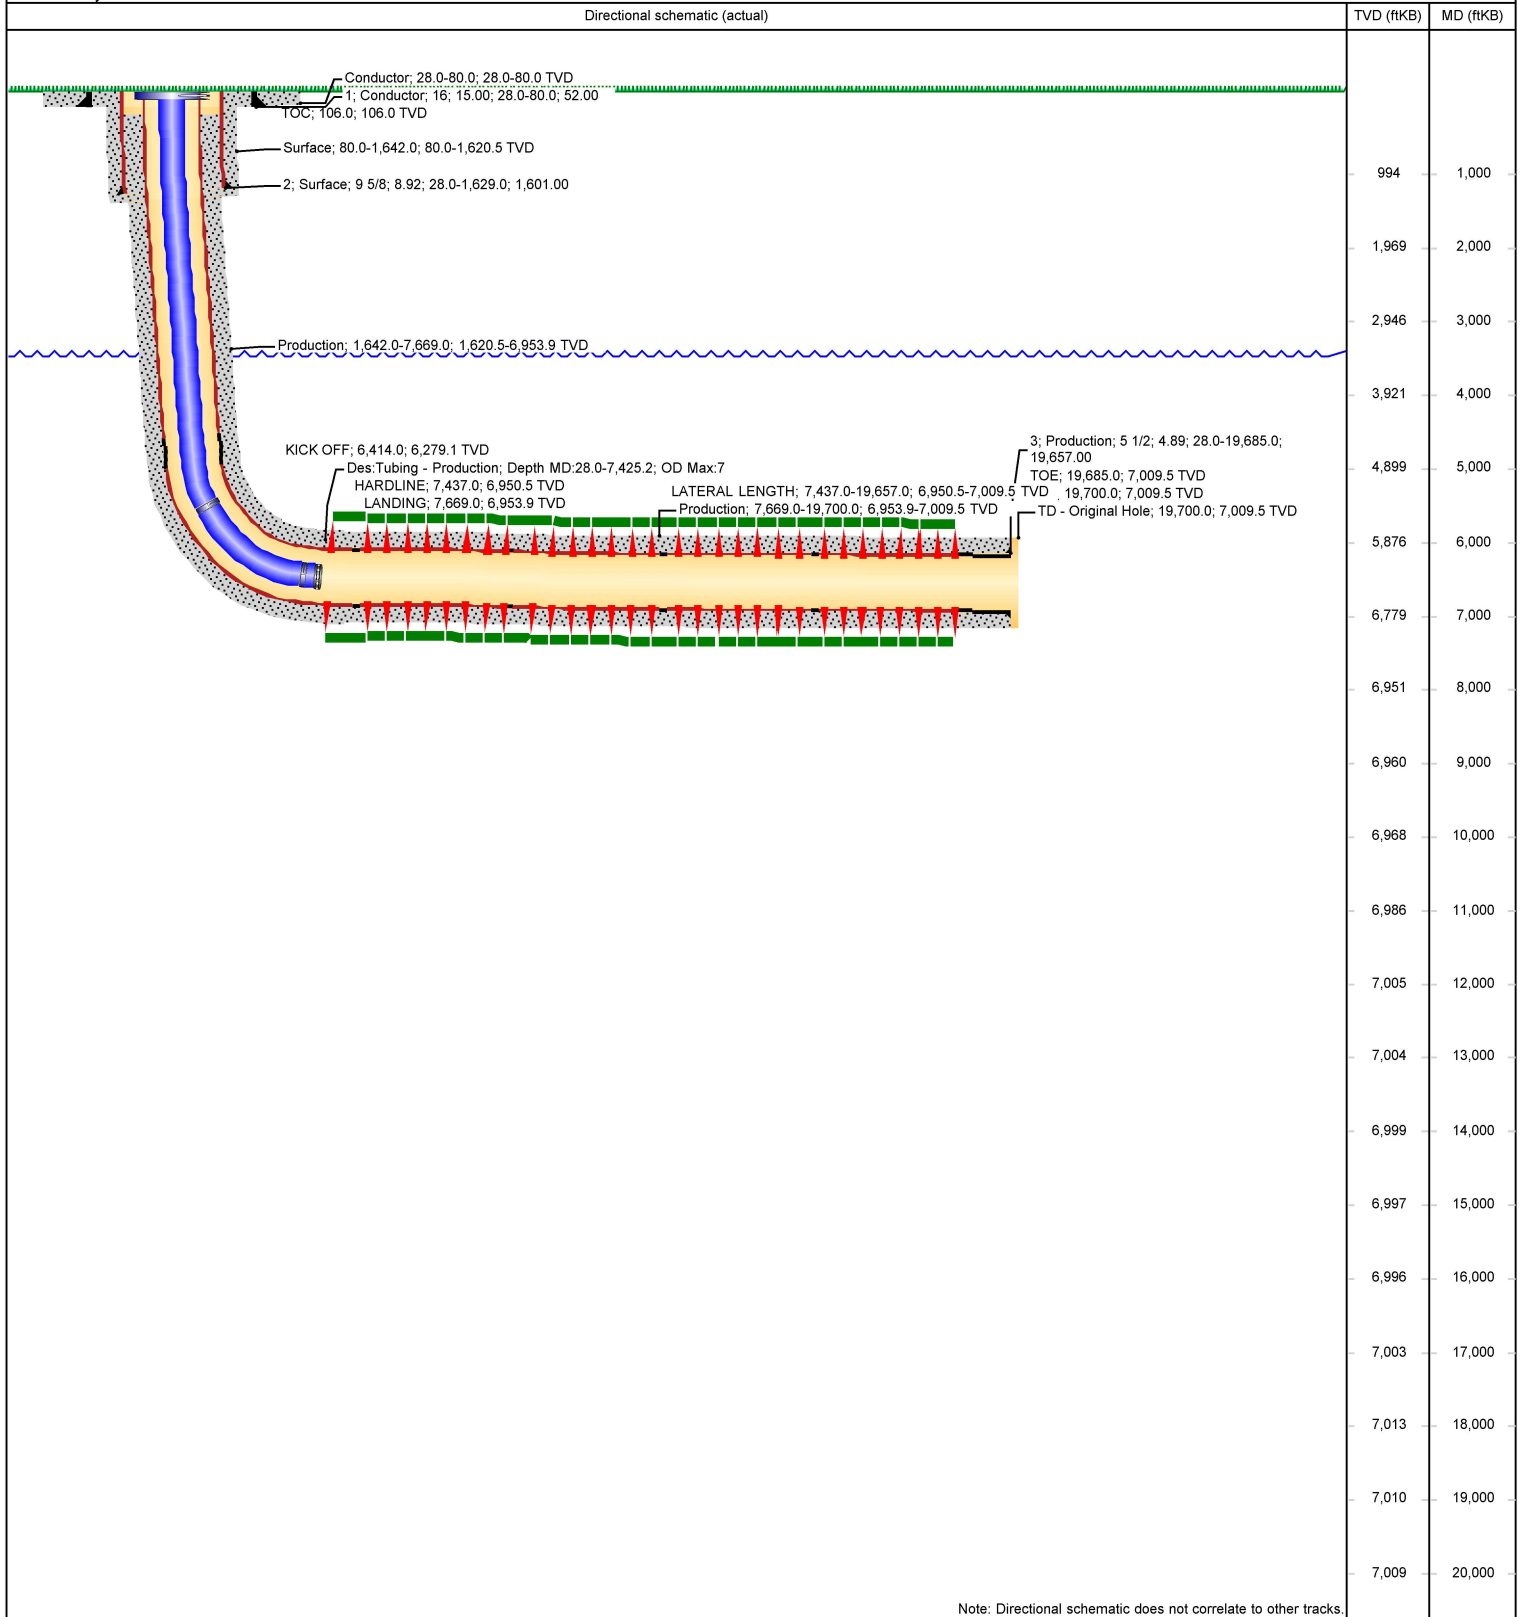 Directional schematic (actual)
TVD (ftKB)
MD (ftKB)
Conductor; 28.0-80.0; 28.0-80.0 TVD
1; Conductor; 16; 15.00; 28.0-80.0; 52.00
TOC; 106.0; 106.0 TVD
Surface; 80.0-1,642.0; 80.0-1,620.5 TVD
994 1,000
2; Surface; 9 5/8; 8.92; 28.0-1,629.0; 1,601.00
1,969 2,000
2,946 3,000
Production; 1,642.0-7,669.0; 1,620.5-6,953.9 TVD
3,921 4,000
3; Production; 5 1/2; 4.89; 28.0-19,685.0;
19,657.00
KICK OFF; 6,414.0; 6,279.1 TVD
Des:Tubing - Production; Depth MD:28.0-7,425.2; OD Max:7
4,899 5,000
TOE; 19,685.0; 7,009.5 TVD
HARDLINE; 7,437.0; 6,950.5 TVD
LATERAL LENGTH; 7,437.0-19,657.0; 6,950.5-7,009.5 TVD
19,700.0; 7,009.5 TVD
LANDING; 7,669.0; 6,953.9 TVD
Production; 7,669.0-19,700.0; 6,953.9-7,009.5 TVD
TD - Original Hole; 19,700.0; 7,009.5 TVD
5,876 6,000
6,779 7,000
6,951 8,000
6,960 9,000
6,968 10,000
6,986 11,000
7,005 12,000
7,004 13,000
6,999 14,000
6,997 15,000
6,996 16,000
7,003 17,000
7,013 18,000
7,010 19,000
7,009 20,000
Note: Directional schematic does not correlate to other tracks.